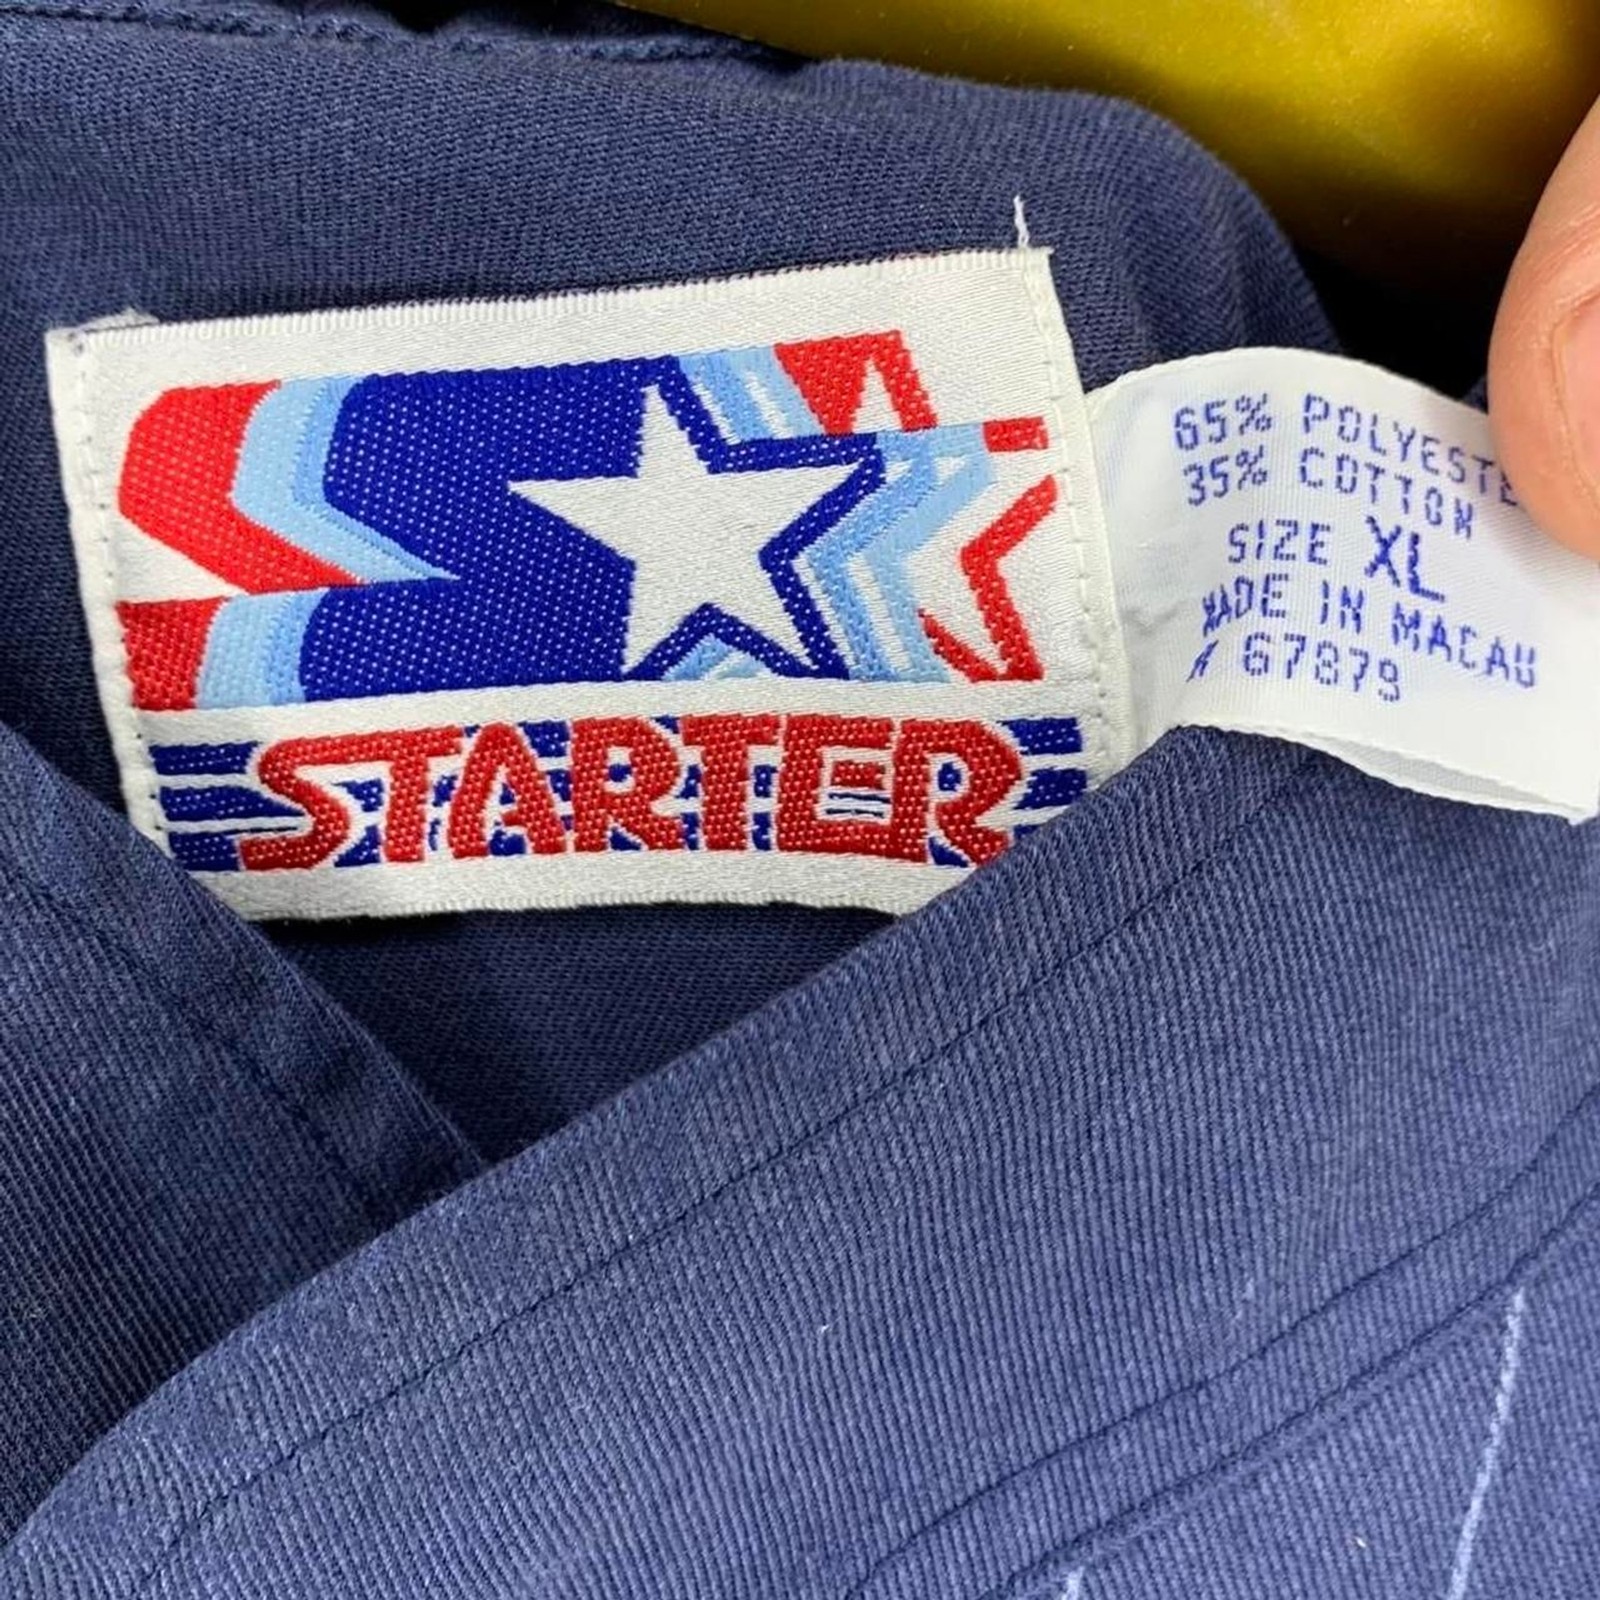 STARTER
65% POLYESTE
35% COTTON
SIZE XL
MADE IN MACAU
A 67879